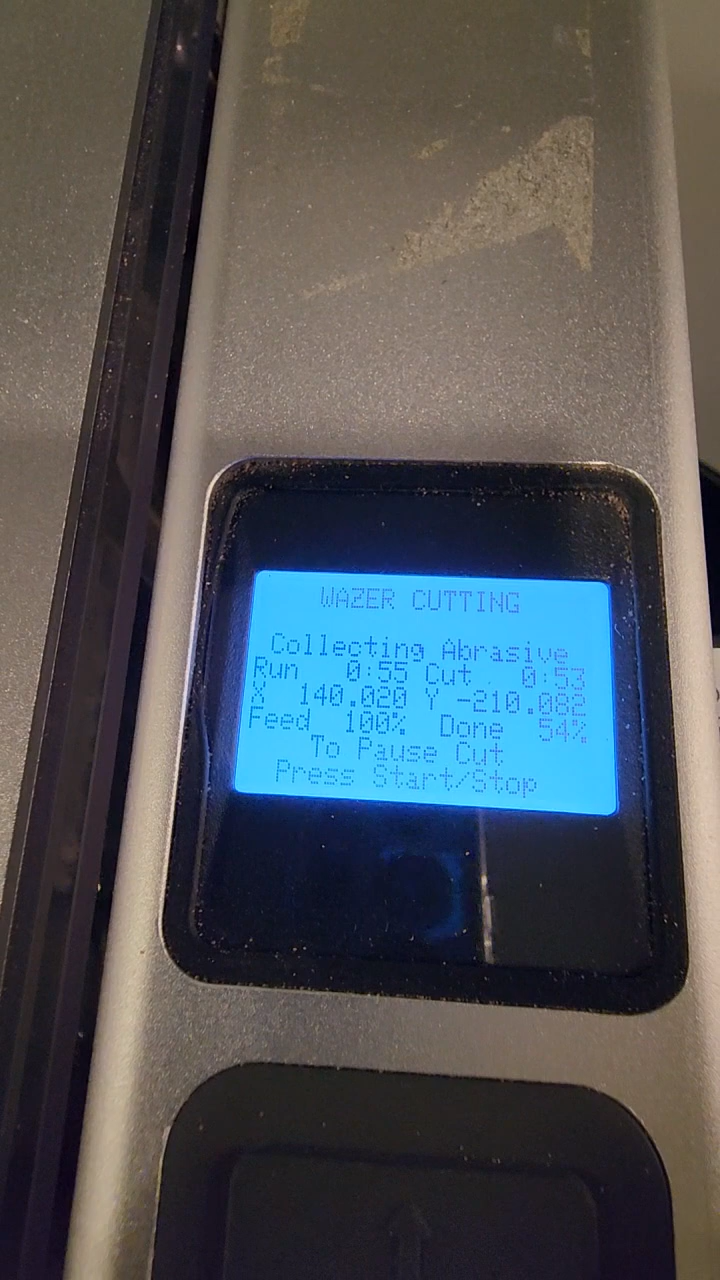 WAZER CUTTING
Collecting Abrasive
Run 0:55 Cut 0:53
X 140.020 Y -210.082
Feed 100% Done 54%
To Pause Cut
Press Start/Stop